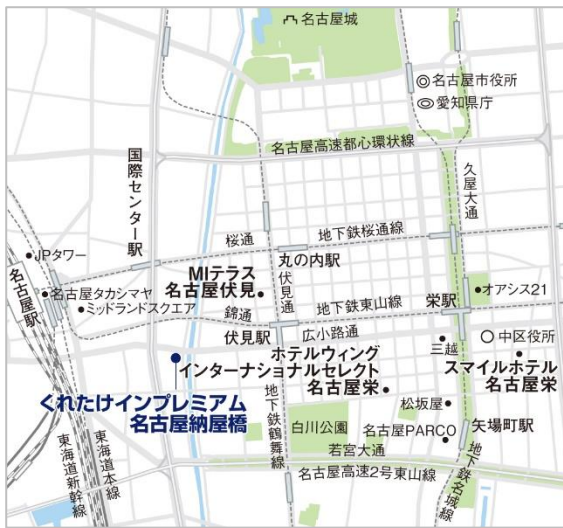 名古屋城
名古屋市役所
愛知県庁
名古屋高速都心環状線
国際センター駅
久屋大通
桜通
地下鉄桜通線
丸の内駅
JPタワー
名古屋駅
名古屋タカシマヤ
ミッドランドスクエア
MIテラス
名古屋伏見
伏見通
錦通
地下鉄東山線
栄駅
オアシス21
伏見駅
広小路通
三越
中区役所
ホテルウィング
インターナショナルセレクト
名古屋栄
スマイルホテル
名古屋栄
くれたけインプレミアム
名古屋納屋橋
地下鉄鶴舞線
白川公園
松坂屋
名古屋PARCO
矢場町駅
若宮大通
名古屋高速2号東山線
地下鉄名城線
東海道本線
東海道新幹線